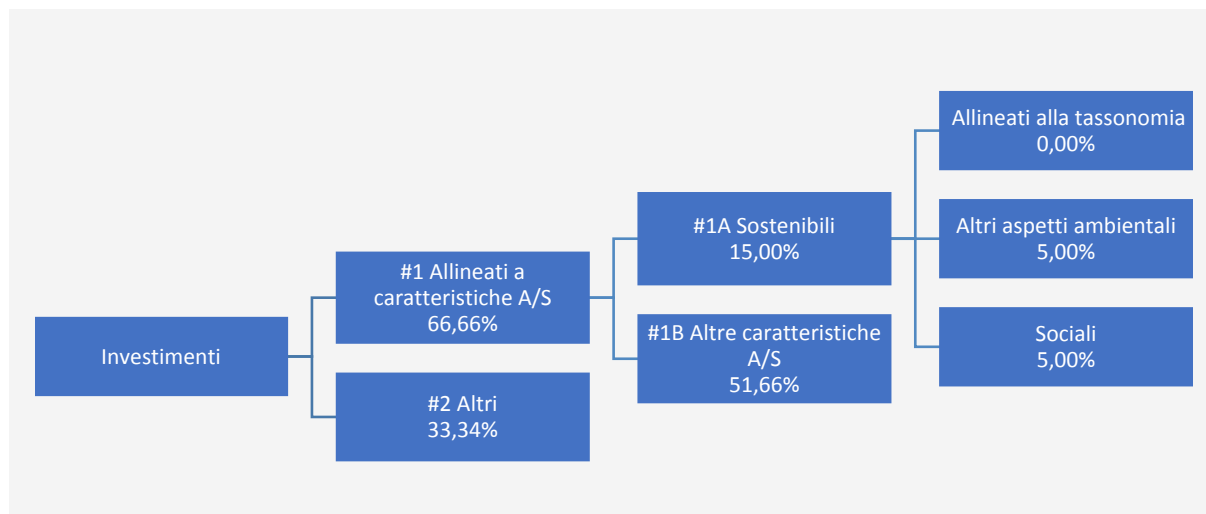 Investimenti
#1 Allineati a
caratteristiche A/S
66,66%
#2 Altri
33,34%
#1A Sostenibili
15,00%
#1B Altre caratteristiche
A/S
51,66%
Allineati alla tassonomia
0,00%
Altri aspetti ambientali
5,00%
Sociali
5,00%